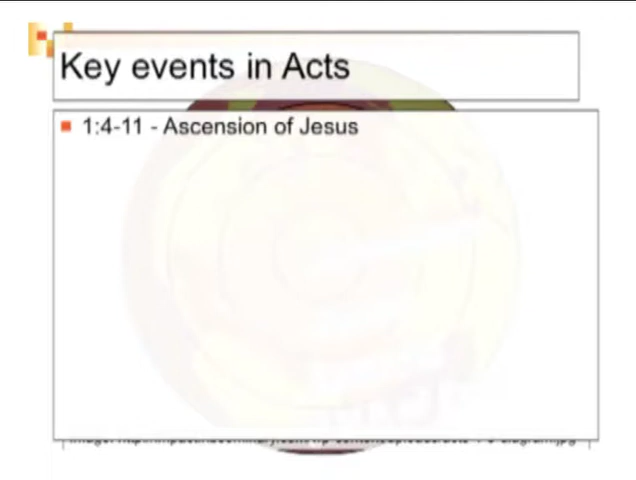 Key events in Acts
1:4-11 - Ascension of Jesus